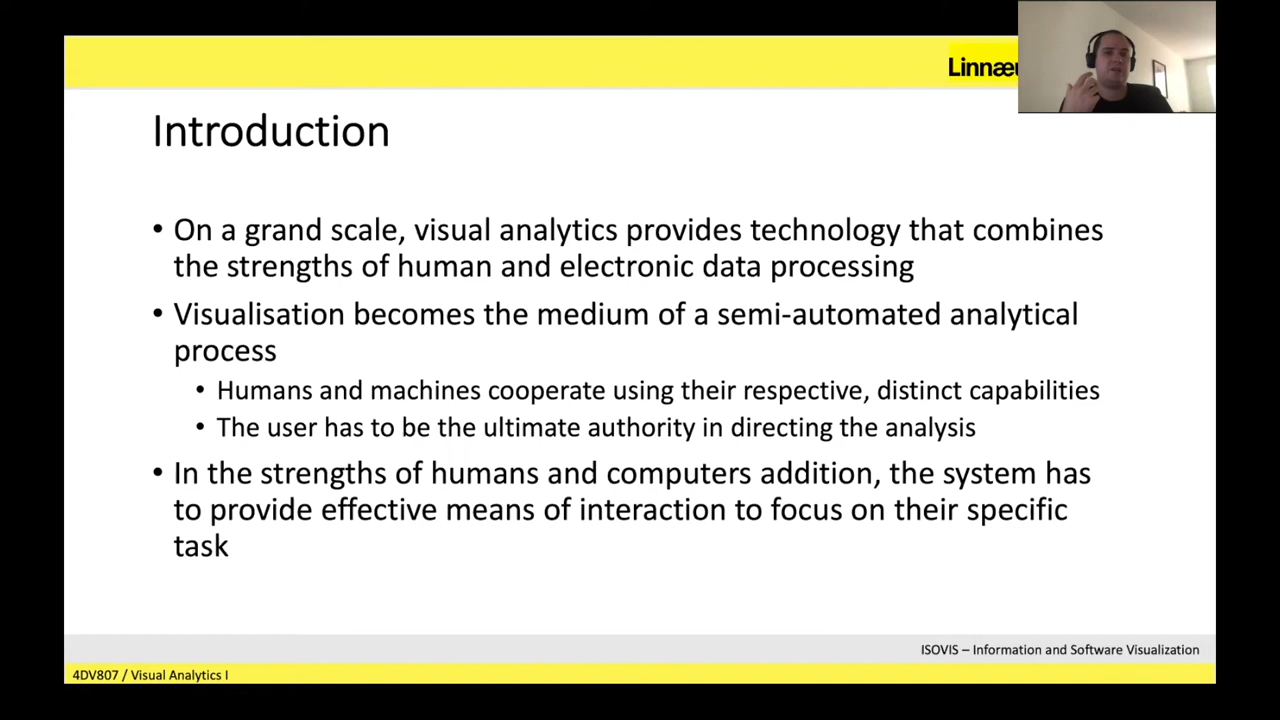 Linnæu
Introduction
• On a grand scale, visual analytics provides technology that combines
the strengths of human and electronic data processing
• Visualisation becomes the medium of a semi-automated analytical
process
• Humans and machines cooperate using their respective, distinct capabilities
• The user has to be the ultimate authority in directing the analysis
• In the strengths of humans and computers addition, the system has
to provide effective means of interaction to focus on their specific
task
ISOVIS – Information and Software Visualization
4DV807 / Visual Analytics I